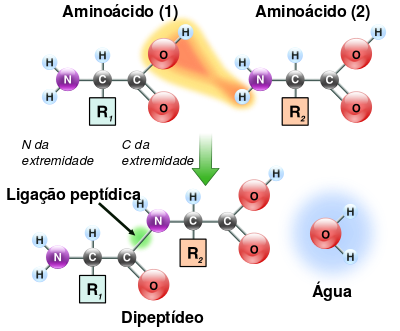 Aminoácido (1) Aminoácido (2)
H H
H H O H H O
N C C N C C
H R1 O H R2 O
N da extremidade
C da extremidade
Ligação peptídica
H H O H
N C C
R2 O
H H
N C C
H R1 O
H
O
H
Dipeptídeo
Água